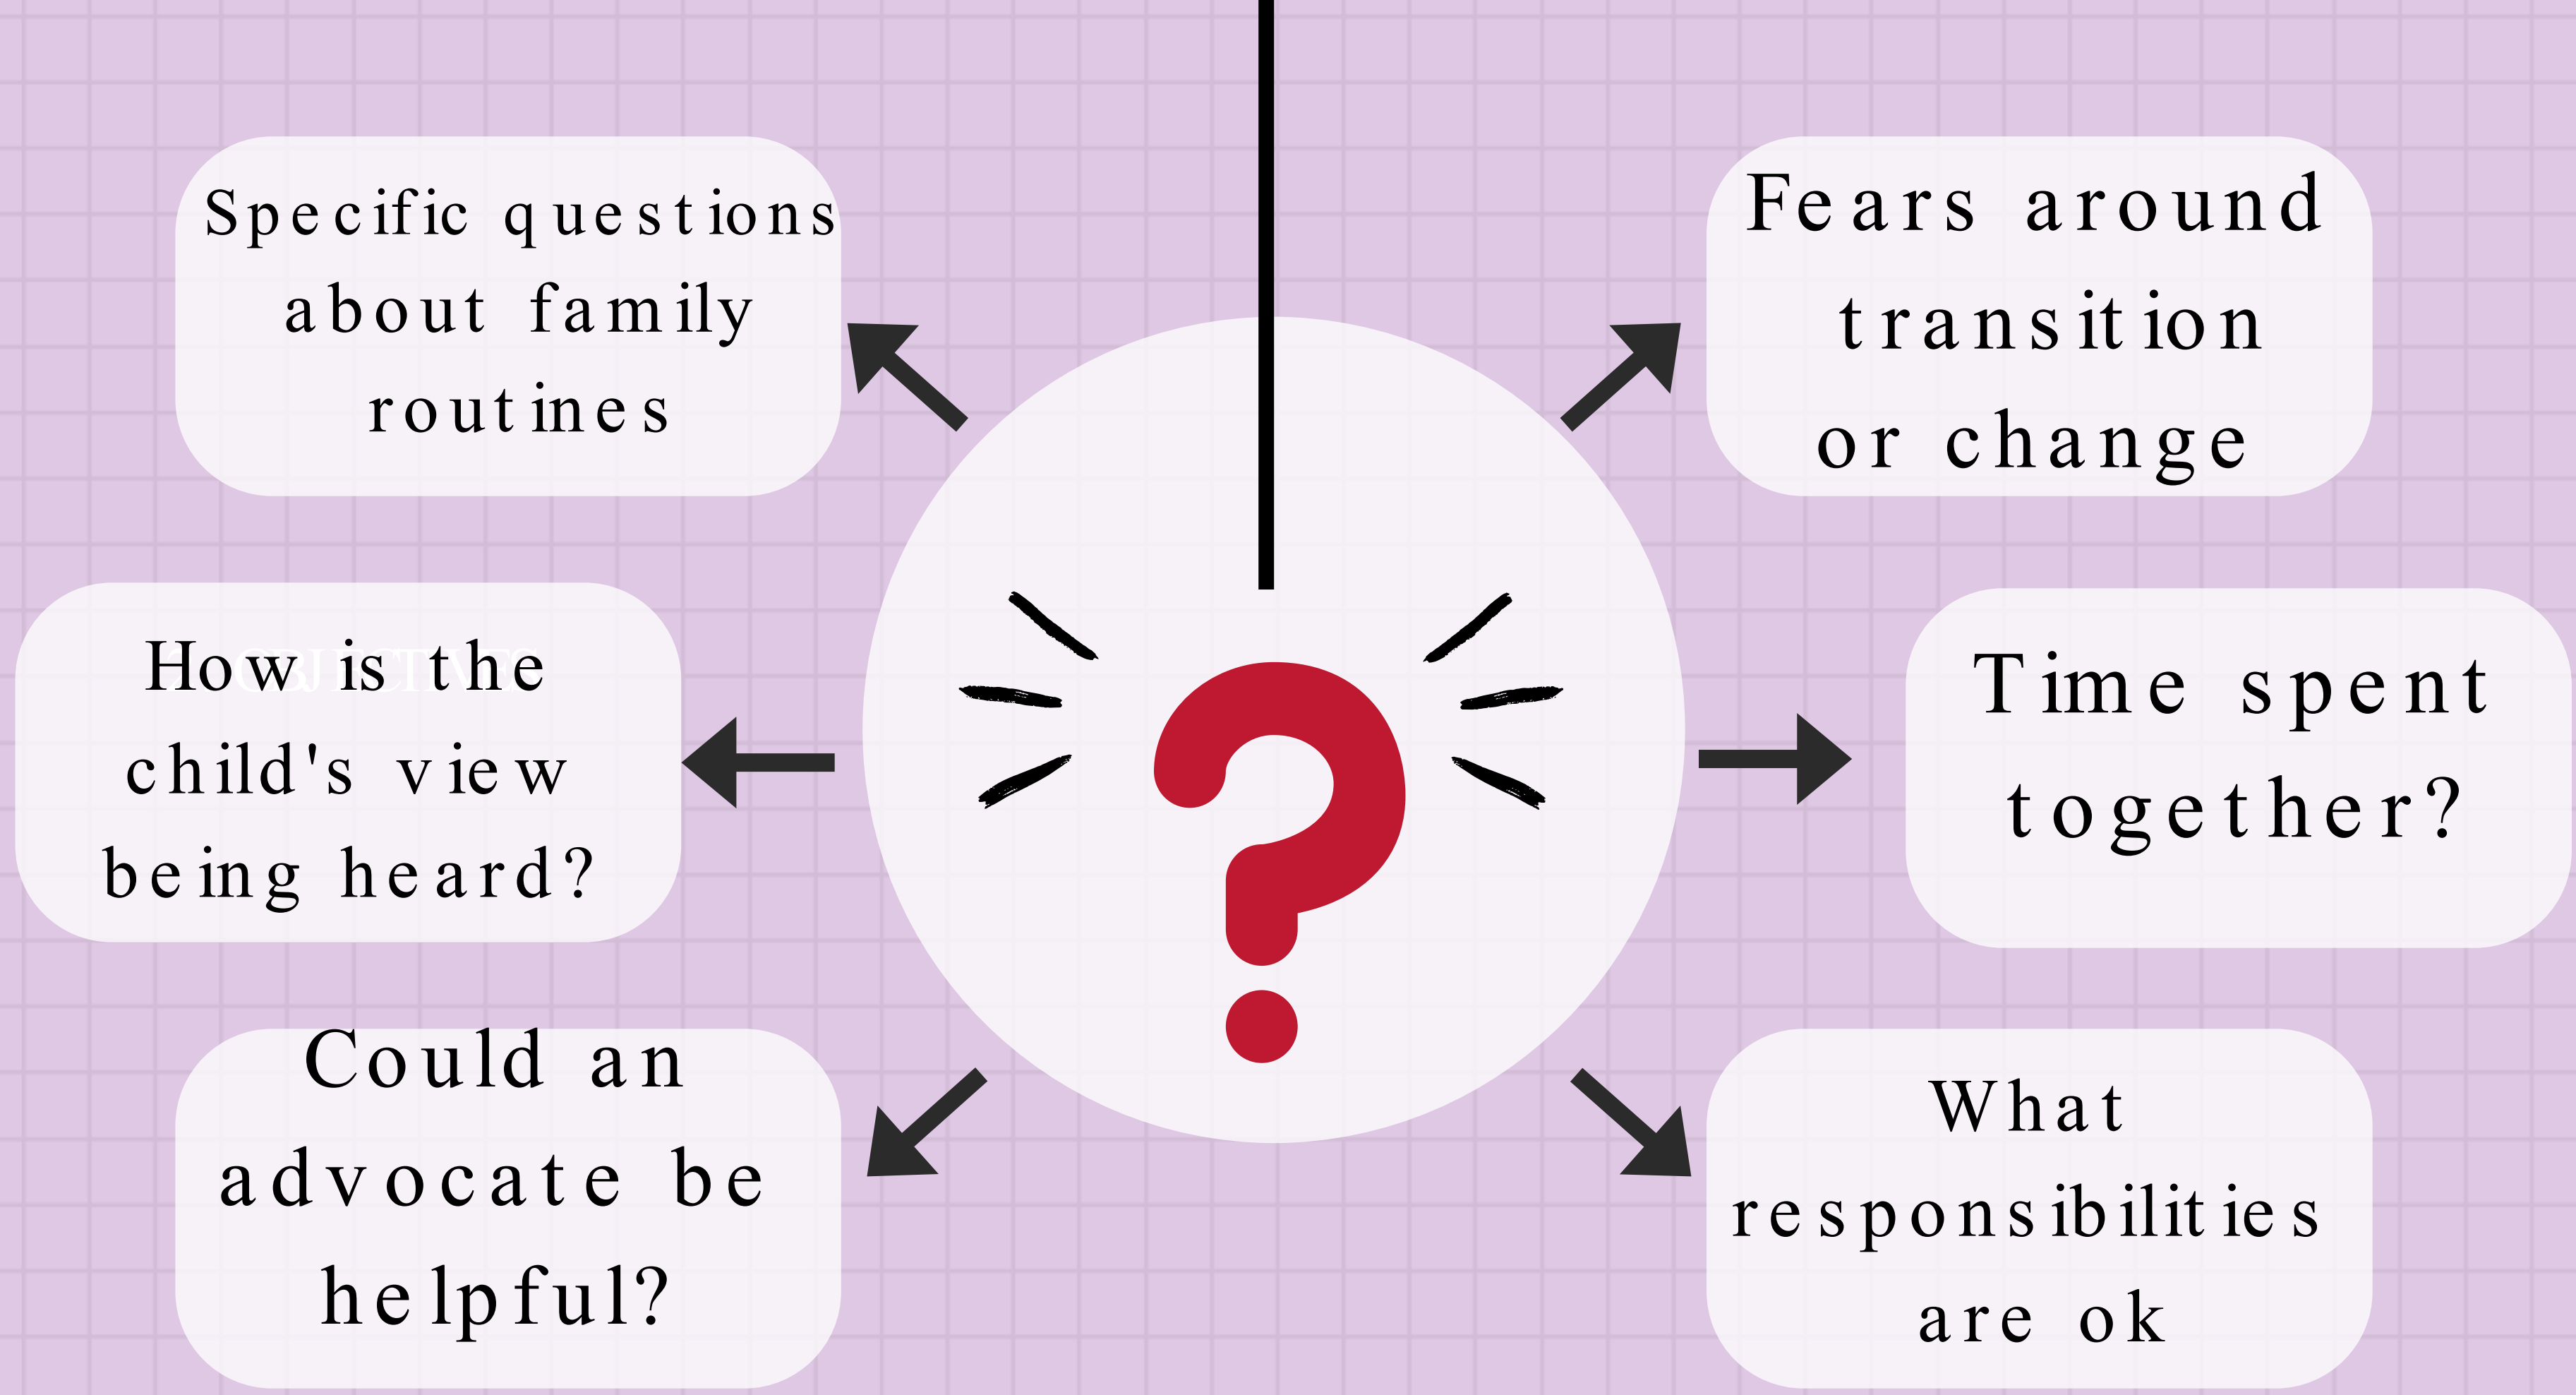 Specific questions
about family
routines
Fears around
transition
or change
How is the
child's view
being heard?
Time spent
together?
Could an
advocate be
helpful?
What
responsibilities
are ok